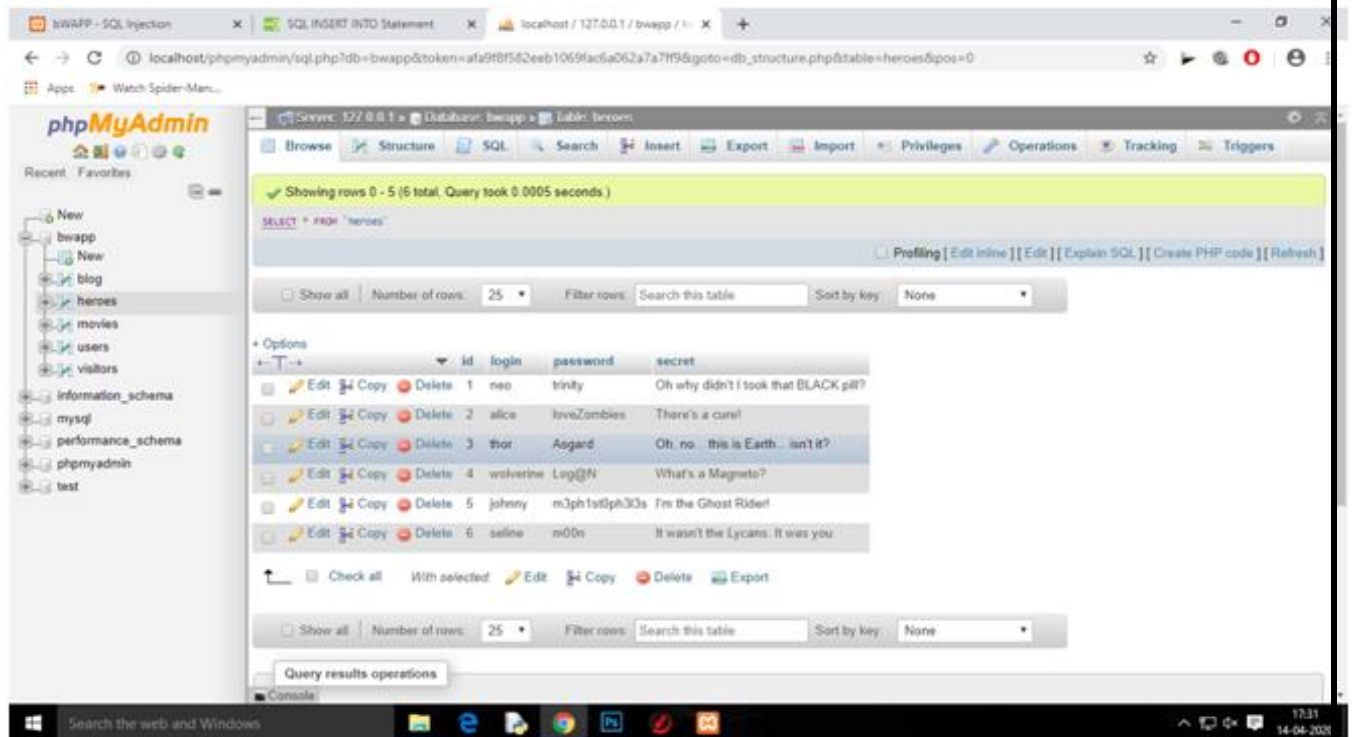 bWAPP - SQL Injection
SQL INSERT INTO Statement
localhost / 127.0.0.1 / bwapp / h
localhost/phpmyadmin/sql.php?db=bwapp&token=afa9f8f582eeb1069fac6a062a7a7ff9&goto=db_structure.php&table=heroes&pos=0
Apps Watch Spider-Man...
phpMyAdmin
Recent Favorites
New
bwapp
New
blog
heroes
movies
users
visitors
information_schema
mysql
performance_schema
phpmyadmin
test
Server: 127.0.0.1 » Database: bwapp » Table: heroes
Browse Structure SQL Search Insert Export Import Privileges Operations Tracking Triggers
Showing rows 0 - 5 (6 total, Query took 0.0005 seconds.)
SELECT * FROM `heroes`
Profiling [ Edit inline ] [ Edit ] [ Explain SQL ] [ Create PHP code ] [ Refresh ]
Show all Number of rows: 25 Filter rows: Search this table Sort by key: None
+ Options
id login password secret
Edit Copy Delete 1 neo trinity Oh why didn't I took that BLACK pill?
Edit Copy Delete 2 alice loveZombies There's a cure!
Edit Copy Delete 3 thor Asgard Oh, no... this is Earth... isn't it?
Edit Copy Delete 4 wolverine Log@N What's a Magneto?
Edit Copy Delete 5 johnny m3ph1st0ph3l3s I'm the Ghost Rider!
Edit Copy Delete 6 seline m00n It wasn't the Lycans. It was you.
Check all With selected: Edit Copy Delete Export
Show all Number of rows: 25 Filter rows: Search this table Sort by key: None
Query results operations
Console
Search the web and Windows
Ps
17:31
14-04-2020